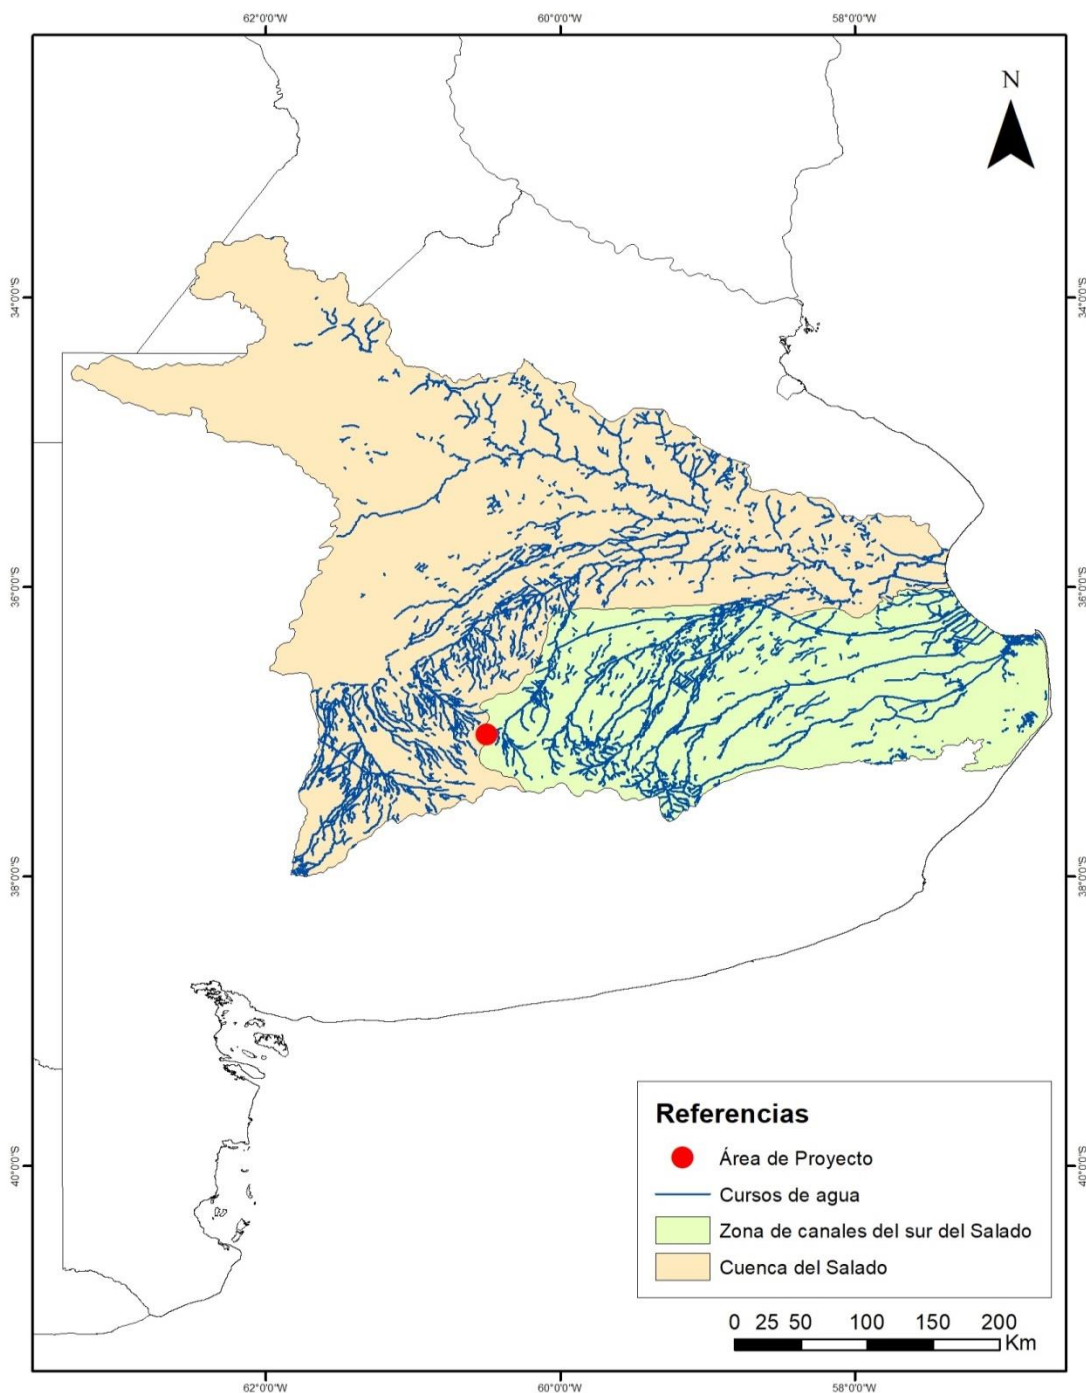 62°0'0"W 60°0'0"W 58°0'0"W
N
34°0'0"S 34°0'0"S
36°0'0"S 36°0'0"S
38°0'0"S 38°0'0"S
40°0'0"S 40°0'0"S
Referencias
Área de Proyecto
Cursos de agua
Zona de canales del sur del Salado
Cuenca del Salado
0 25 50 100 150 200
Km
62°0'0"W 60°0'0"W 58°0'0"W